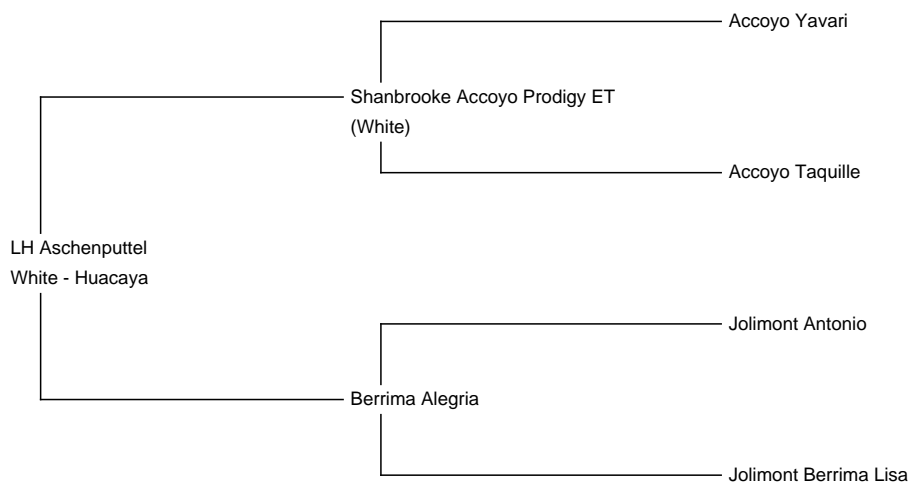 Accoyo Yavari
Shanbrooke Accoyo Prodigy ET
(White)
Accoyo Taquille
LH Aschenputtel
White - Huacaya
Jolimont Antonio
Berrima Alegria
Jolimont Berrima Lisa